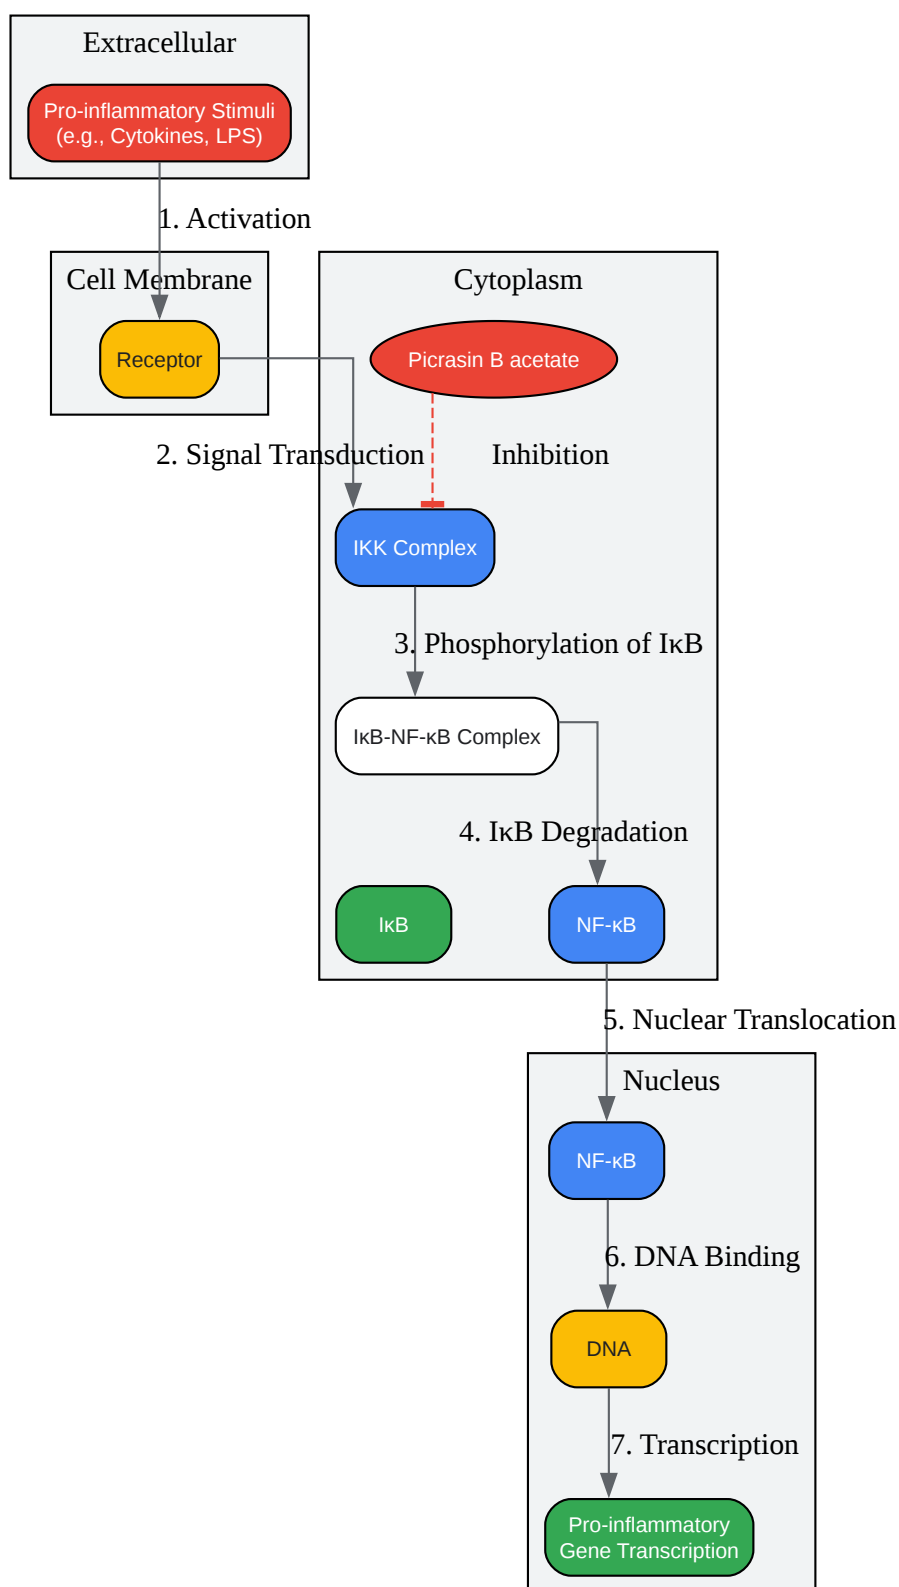 Extracellular
Pro-inflammatory Stimuli
(e.g., Cytokines, LPS)
1. Activation
Cell Membrane
Cytoplasm
Receptor
Picrasin B acetate
2. Signal Transduction
Inhibition
IKK Complex
3. Phosphorylation of IκB
IκB-NF-κB Complex
4. IκB Degradation
IκB
NF-κB
5. Nuclear Translocation
Nucleus
NF-κB
6. DNA Binding
DNA
7. Transcription
Pro-inflammatory
Gene Transcription